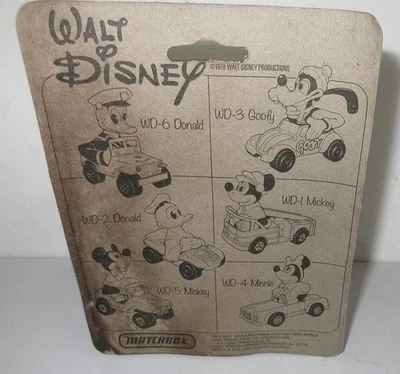 WALT
DISNEY
©1979 WALT DISNEY PRODUCTIONS
WD-6 Donald
WD-3 Goofy
GOOFY
WD-2 Donald
WD-1 Mickey
WD-5 Mickey
WD-4 Minnie
MATCHBOX